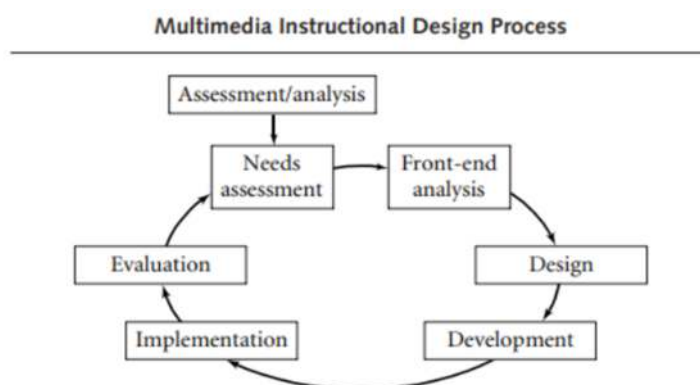 Multimedia Instructional Design Process
Assessment/analysis
Needs
assessment
Front-end
analysis
Evaluation
Design
Implementation
Development